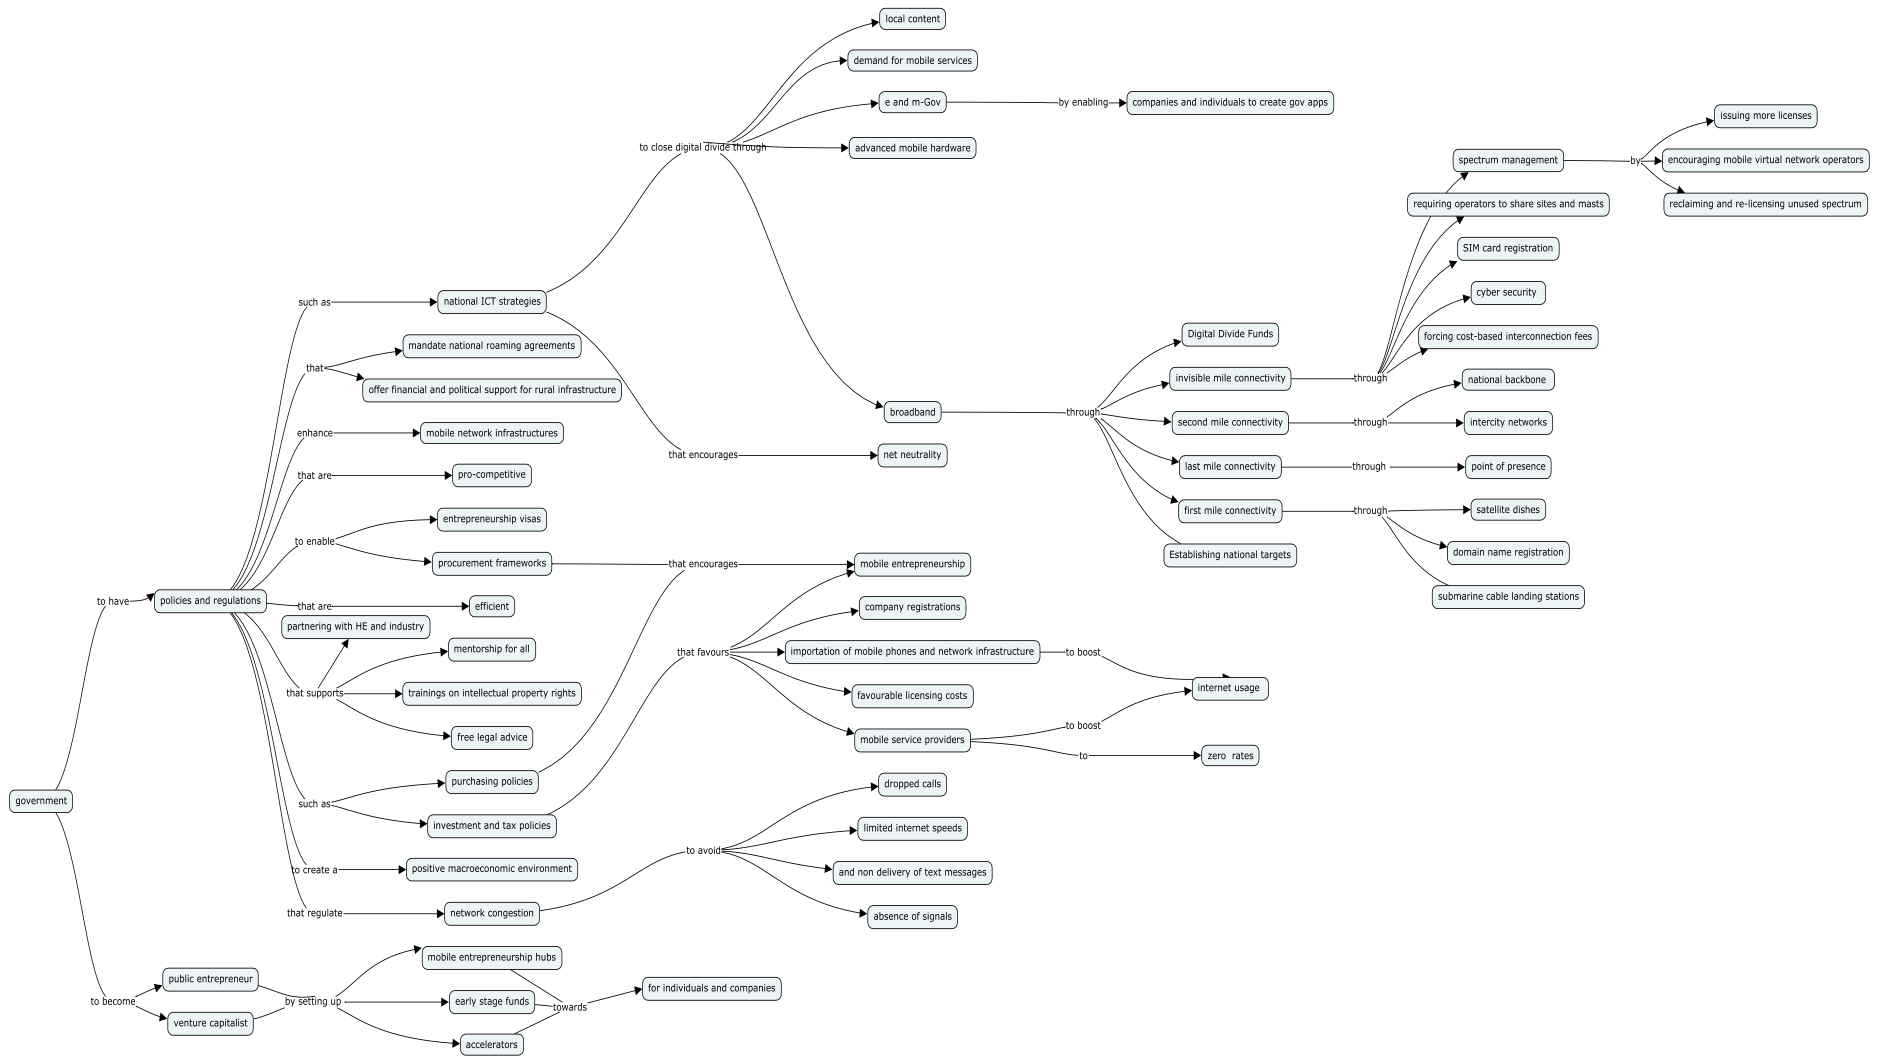 local content
demand for mobile services
e and m-Gov
by enabling
companies and individuals to create gov apps
to close digital divide through
advanced mobile hardware
issuing more licenses
spectrum management
by
encouraging mobile virtual network operators
requiring operators to share sites and masts
reclaiming and re-licensing unused spectrum
SIM card registration
cyber security
such as
national ICT strategies
Digital Divide Funds
forcing cost-based interconnection fees
mandate national roaming agreements
that
offer financial and political support for rural infrastructure
invisible mile connectivity
through
national backbone
broadband
through
second mile connectivity
through
intercity networks
enhance
mobile network infrastructures
that encourages
net neutrality
last mile connectivity
through
point of presence
that are
pro-competitive
first mile connectivity
through
satellite dishes
entrepreneurship visas
to enable
Establishing national targets
domain name registration
procurement frameworks
that encourages
mobile entrepreneurship
submarine cable landing stations
to have
policies and regulations
that are
efficient
company registrations
partnering with HE and industry
mentorship for all
that favours
importation of mobile phones and network infrastructure
to boost
that supports
trainings on intellectual property rights
favourable licensing costs
internet usage
free legal advice
mobile service providers
to boost
to
zero  rates
purchasing policies
dropped calls
government
such as
investment and tax policies
limited internet speeds
to avoid
to create a
positive macroeconomic environment
and non delivery of text messages
that regulate
network congestion
absence of signals
mobile entrepreneurship hubs
public entrepreneur
for individuals and companies
to become
by setting up
early stage funds
towards
venture capitalist
accelerators